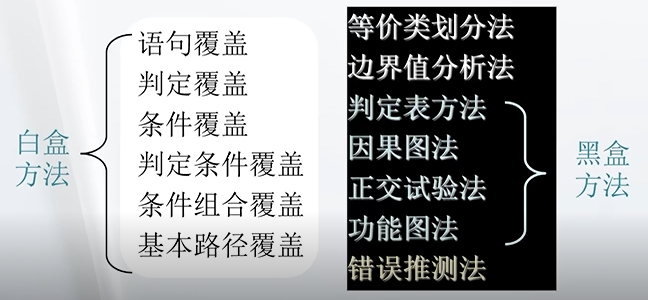 白盒
方法
语句覆盖
判定覆盖
条件覆盖
判定条件覆盖
条件组合覆盖
基本路径覆盖
等价类划分法
边界值分析法
判定表方法
因果图法
正交试验法
功能图法
错误推测法
黑盒
方法